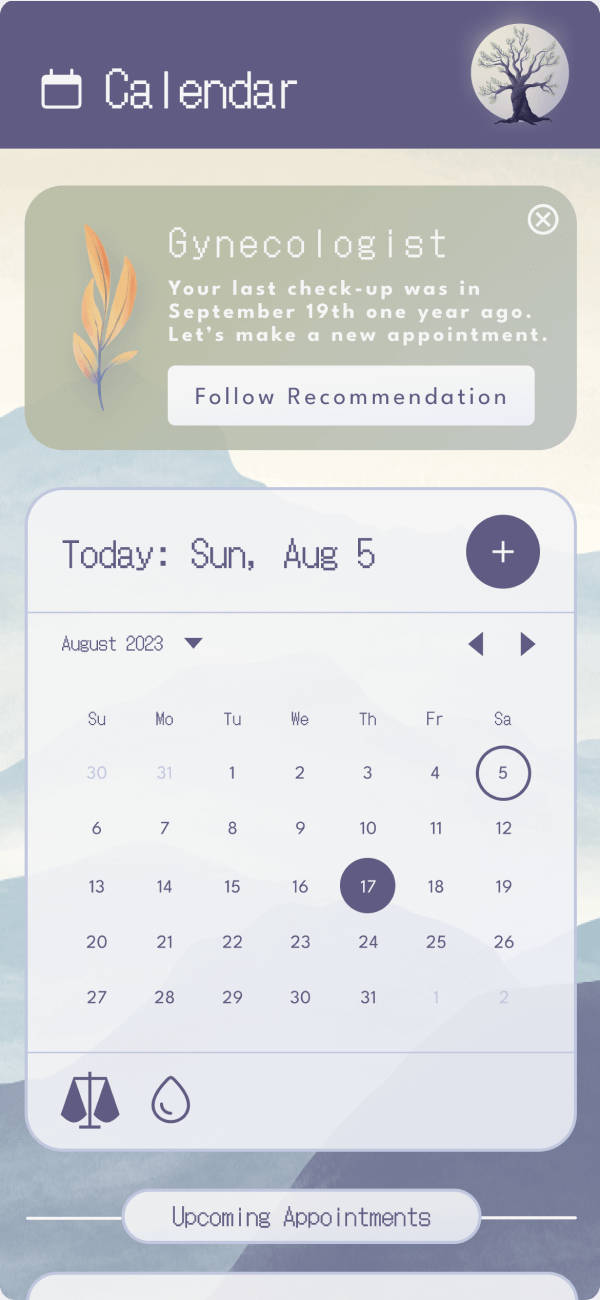 Calendar
Gynecologist
Your last check-up was in
September 19th one year ago.
Let's make a new appointment.
Follow Recommendation
Today: Sun, Aug 5
August 2023
Su Mo Tu We Th Fr Sa
30 31 1 2 3 4 5
6 7 8 9 10 11 12
13 14 15 16 17 18 19
20 21 22 23 24 25 26
27 28 29 30 31 1 2
Upcoming Appointments